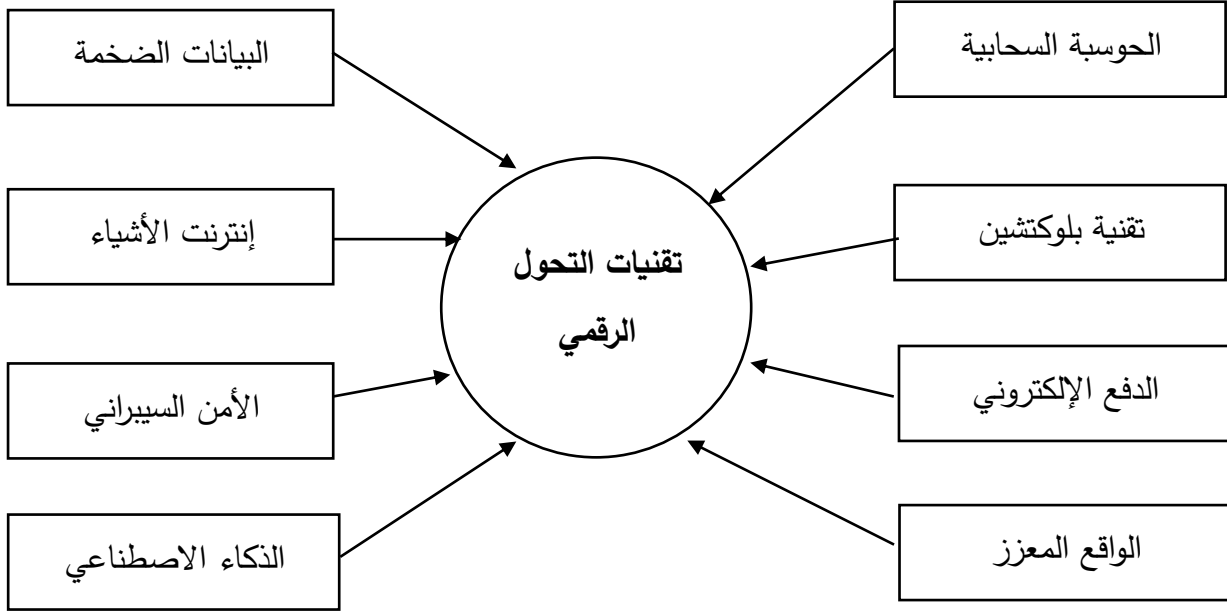 الحوسبة السحابية
البيانات الضخمة
تقنية بلوكتشين
إنترنت الأشياء
تقنيات التحول
الرقمي
الدفع الإلكتروني
الأمن السيبراني
الواقع المعزز
الذكاء الاصطناعي